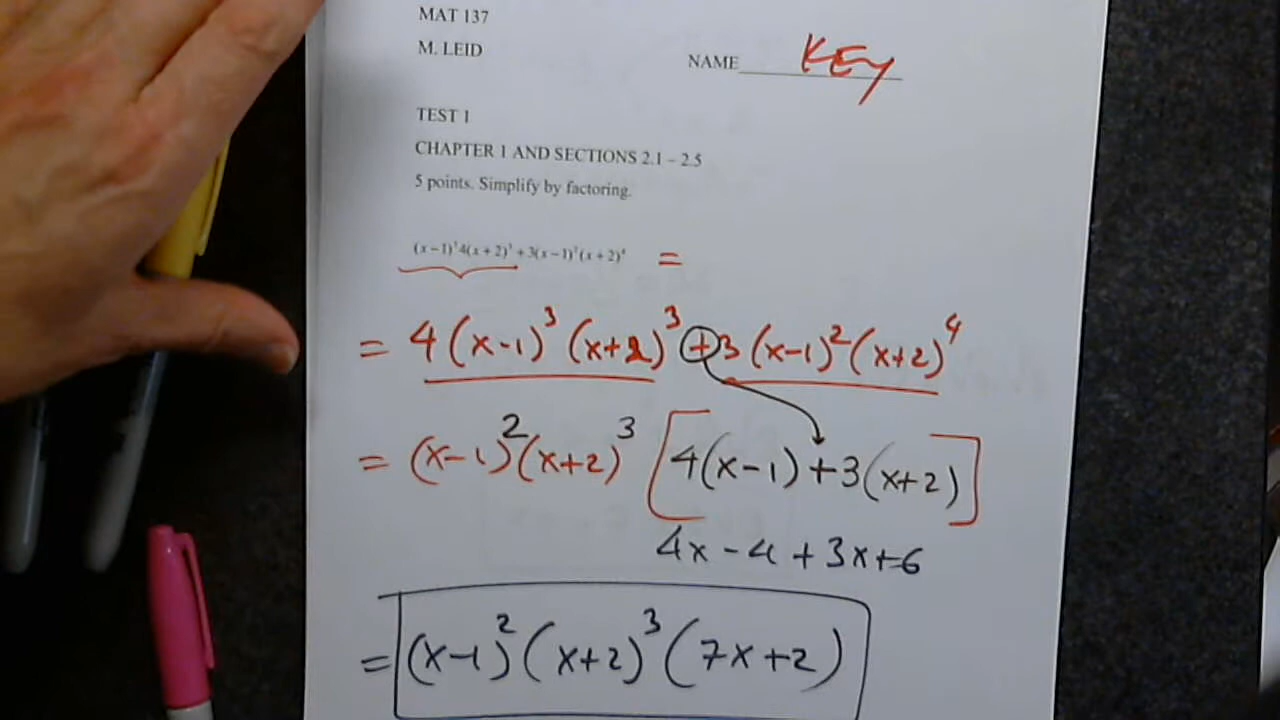 MAT 137
M. LEID
NAME KEY
TEST 1
CHAPTER 1 AND SECTIONS 2.1 – 2.5
5 points. Simplify by factoring.
(x – 1)³4(x + 2)³ + 3(x – 1)²(x + 2)⁴ =
= 4(x-1)³(x+2)³ + 3(x-1)²(x+2)⁴
= (x-1)²(x+2)³ [4(x-1)+3(x+2)]
4x - 4 + 3x+6
= (x-1)²(x+2)³(7x+2)